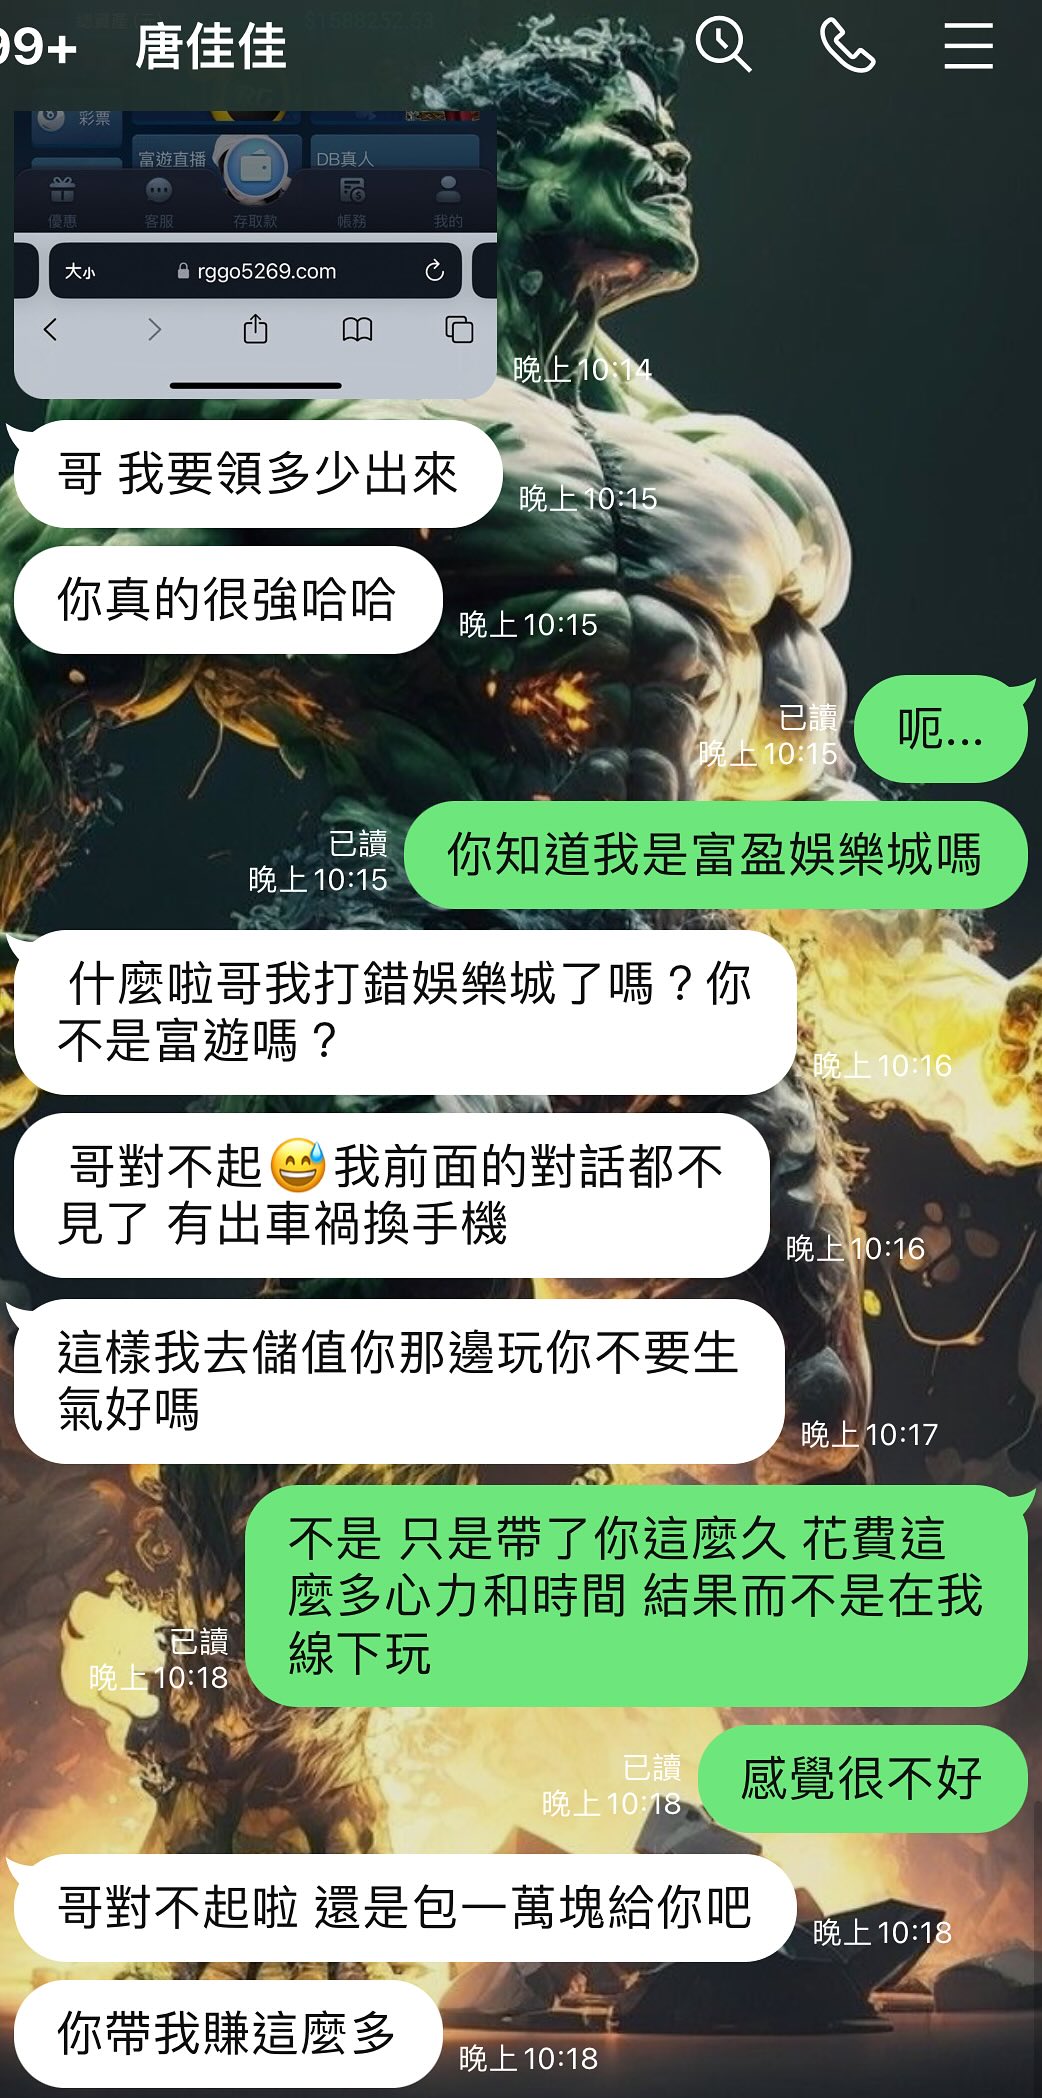 總資產 $1588252.53
99+ 唐佳佳
彩票
富遊直播 DB真人
優惠 客服 存取款 帳務 我的
大小 rggo5269.com
晚上10:14
哥 我要領多少出來
晚上10:15
你真的很強哈哈
晚上10:15
已讀
晚上10:15
呃...
已讀
晚上10:15
你知道我是富盈娛樂城嗎
什麼啦哥我打錯娛樂城了嗎？你
不是富遊嗎？
晚上10:16
哥對不起😅我前面的對話都不
見了 有出車禍換手機
晚上10:16
這樣我去儲值你那邊玩你不要生
氣好嗎
晚上10:17
不是 只是帶了你這麼久 花費這
麼多心力和時間 結果而不是在我
線下玩
已讀
晚上10:18
已讀
晚上10:18
感覺很不好
哥對不起啦 還是包一萬塊給你吧
晚上10:18
你帶我賺這麼多
晚上10:18